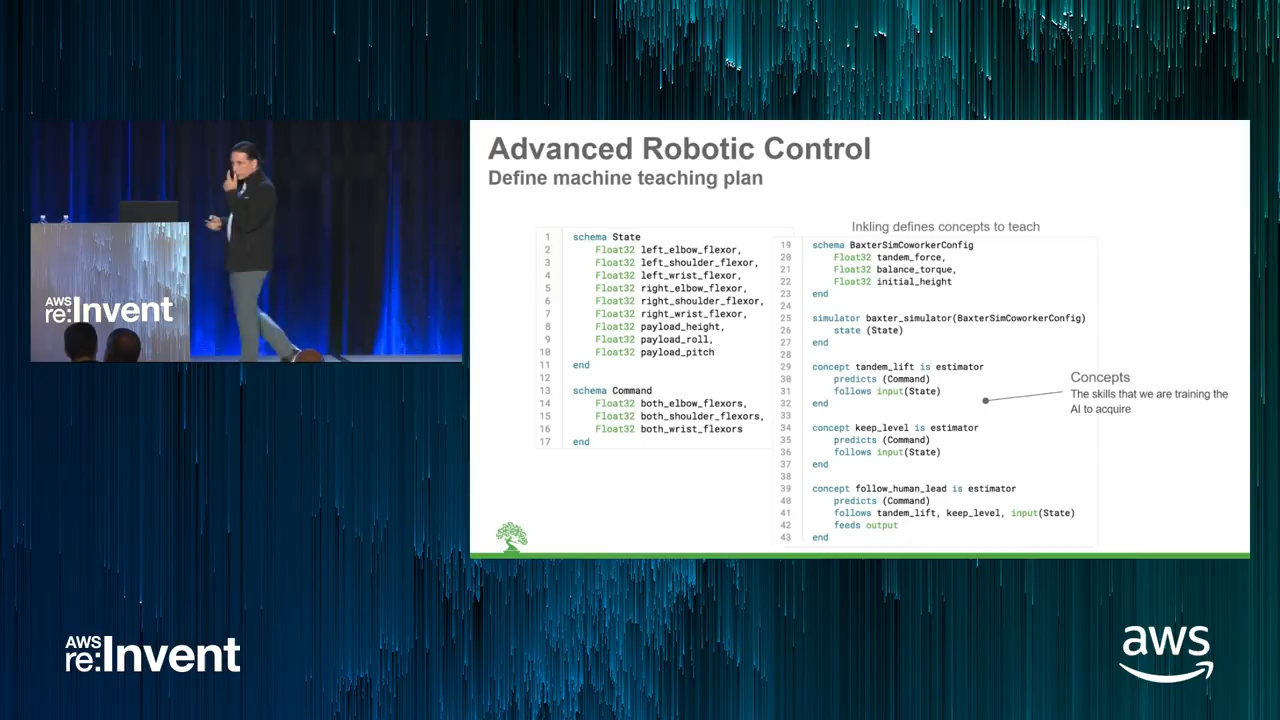 AWS
re:Invent
Advanced Robotic Control
Define machine teaching plan
1 schema State
2 Float32 left_elbow_flexor,
3 Float32 left_shoulder_flexor,
4 Float32 left_wrist_flexor,
5 Float32 right_elbow_flexor,
6 Float32 right_shoulder_flexor,
7 Float32 right_wrist_flexor,
8 Float32 payload_height,
9 Float32 payload_roll,
10 Float32 payload_pitch
11 end
12
13 schema Command
14 Float32 both_elbow_flexors,
15 Float32 both_shoulder_flexors,
16 Float32 both_wrist_flexors
17 end
Inkling defines concepts to teach
19 schema BaxterSimCoworkerConfig
20 Float32 tandem_force,
21 Float32 balance_torque,
22 Float32 initial_height
23 end
24
25 simulator baxter_simulator(BaxterSimCoworkerConfig)
26 state (State)
27 end
28
29 concept tandem_lift is estimator
30 predicts (Command)
31 follows input(State)
32 end
33
34 concept keep_level is estimator
35 predicts (Command)
36 follows input(State)
37 end
38
39 concept follow_human_lead is estimator
40 predicts (Command)
41 follows tandem_lift, keep_level, input(State)
42 feeds output
43 end
Concepts
The skills that we are training the
AI to acquire
AWS
re:Invent
aws